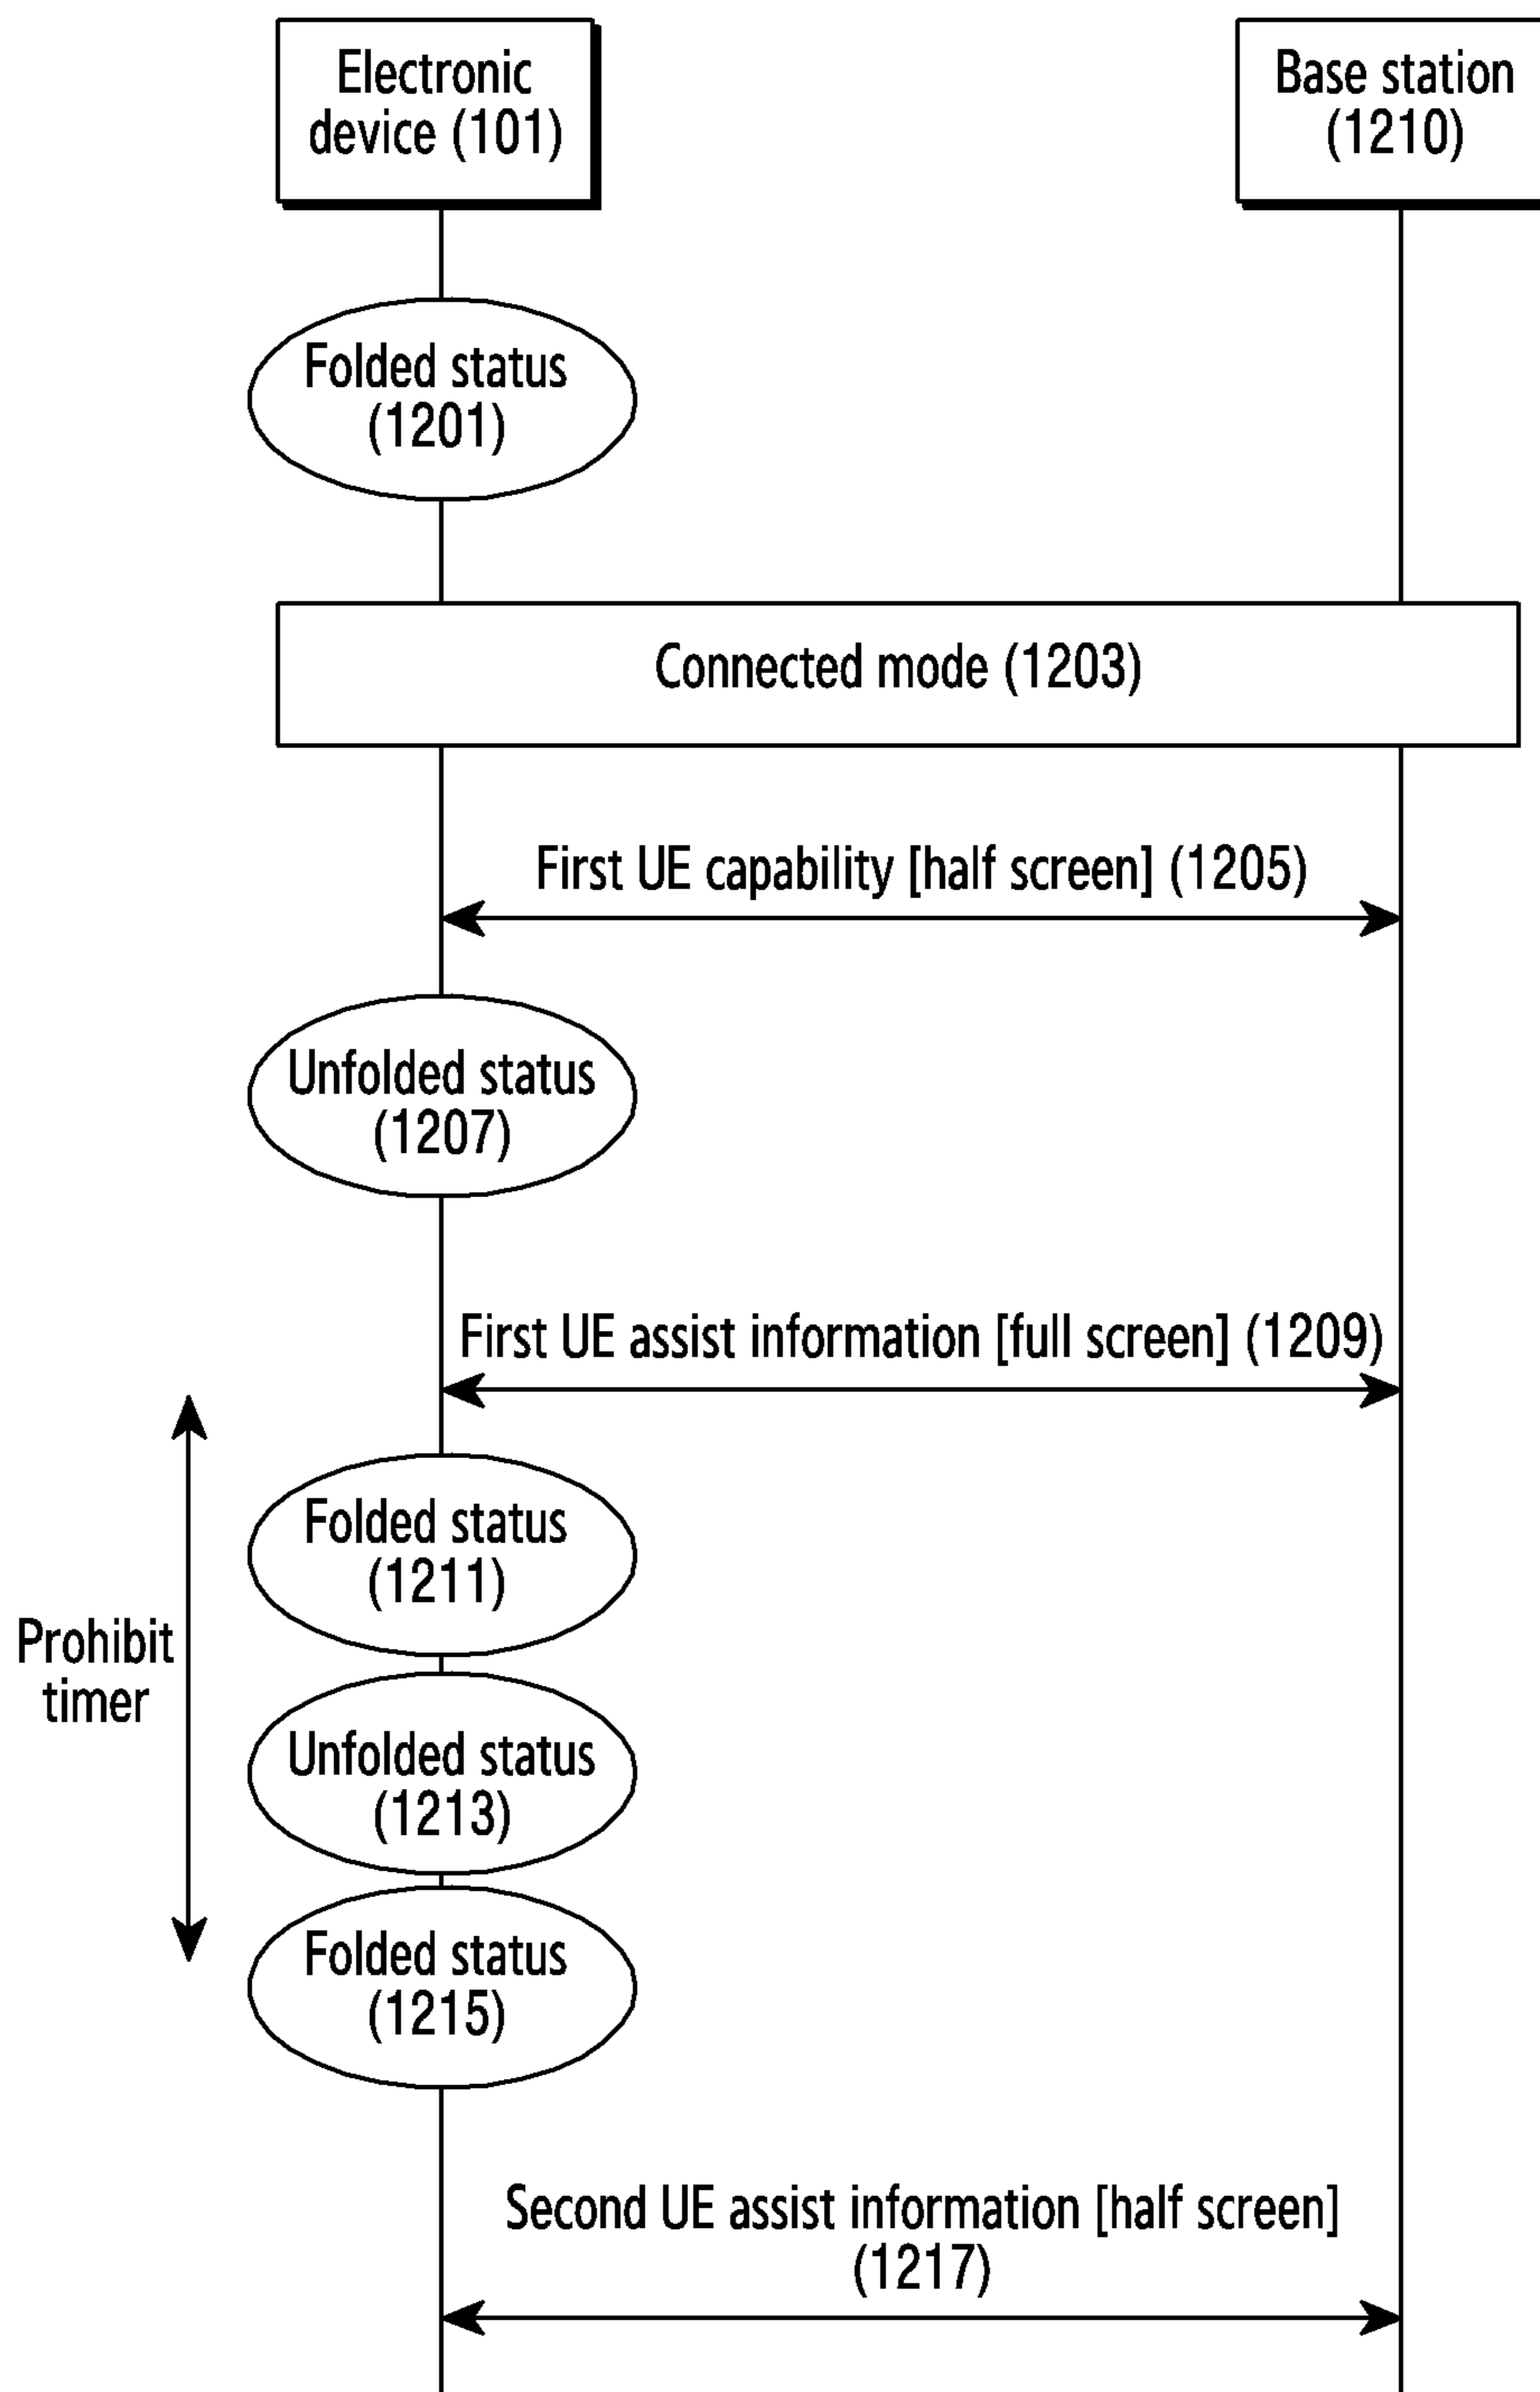 Electronic
device (101)
Base station
(1210)
Folded status
(1201)
Connected mode (1203)
First UE capability [half screen] (1205)
Unfolded status
(1207)
First UE assist information [full screen] (1209)
Folded status
(1211)
Prohibit
timer
Unfolded status
(1213)
Folded status
(1215)
Second UE assist information [half screen]
(1217)